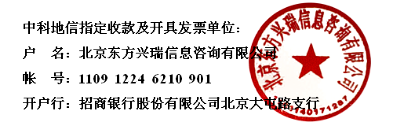 中科地信指定收款及开具发票单位：
户　名：北京东方兴瑞信息咨询有限公司
帐　号：1109 1224 6210 901
开户行：招商银行股份有限公司北京大屯路支行
北京东方兴瑞信息咨询有限公司